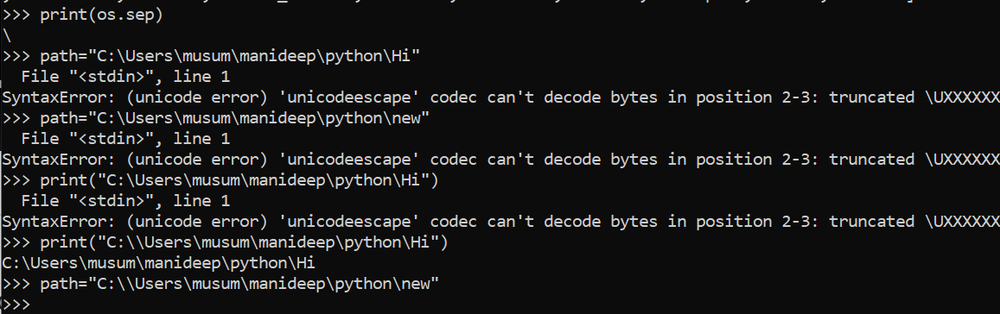 >>> print(os.sep)
\
>>> path="C:\Users\musum\manideep\python\Hi"
  File "<stdin>", line 1
SyntaxError: (unicode error) 'unicodeescape' codec can't decode bytes in position 2-3: truncated \UXXXXXX
>>> path="C:\Users\musum\manideep\python\new"
  File "<stdin>", line 1
SyntaxError: (unicode error) 'unicodeescape' codec can't decode bytes in position 2-3: truncated \UXXXXXX
>>> print("C:\Users\musum\manideep\python\Hi")
  File "<stdin>", line 1
SyntaxError: (unicode error) 'unicodeescape' codec can't decode bytes in position 2-3: truncated \UXXXXXX
>>> print("C:\\Users\musum\manideep\python\Hi")
C:\Users\musum\manideep\python\Hi
>>> path="C:\\Users\musum\manideep\python\new"
>>>